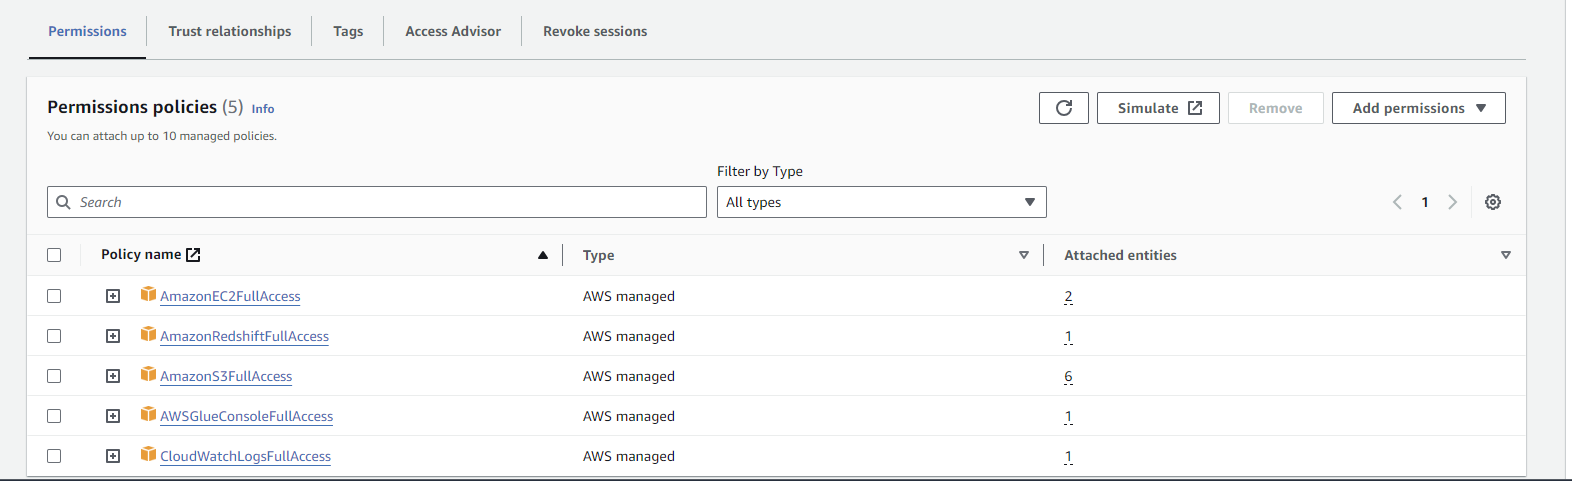 Permissions Trust relationships Tags Access Advisor Revoke sessions
Permissions policies (5) Info
Simulate Remove Add permissions
You can attach up to 10 managed policies.
Filter by Type
Search All types 1
Policy name Type Attached entities
AmazonEC2FullAccess AWS managed 2
AmazonRedshiftFullAccess AWS managed 1
AmazonS3FullAccess AWS managed 6
AWSGlueConsoleFullAccess AWS managed 1
CloudWatchLogsFullAccess AWS managed 1